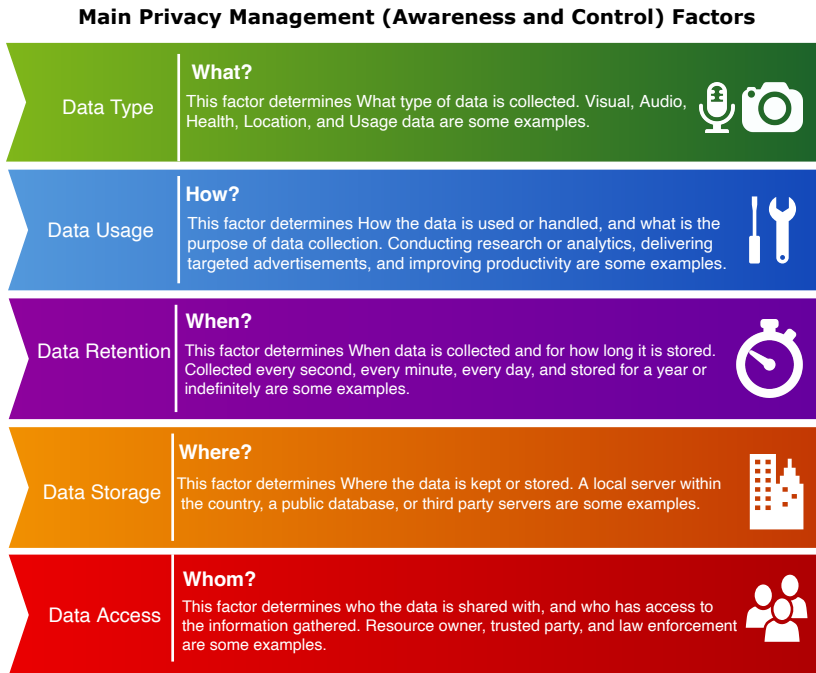 Main Privacy Management (Awareness and Control) Factors
Data Type
What?
This factor determines What type of data is collected. Visual, Audio,
Health, Location, and Usage data are some examples.
Data Usage
How?
This factor determines How the data is used or handled, and what is the
purpose of data collection. Conducting research or analytics, delivering
targeted advertisements, and improving productivity are some examples.
Data Retention
When?
This factor determines When data is collected and for how long it is stored.
Collected every second, every minute, every day, and stored for a year or
indefinitely are some examples.
Data Storage
Where?
This factor determines Where the data is kept or stored. A local server within
the country, a public database, or third party servers are some examples.
Data Access
Whom?
This factor determines who the data is shared with, and who has access to
the information gathered. Resource owner, trusted party, and law enforcement
are some examples.